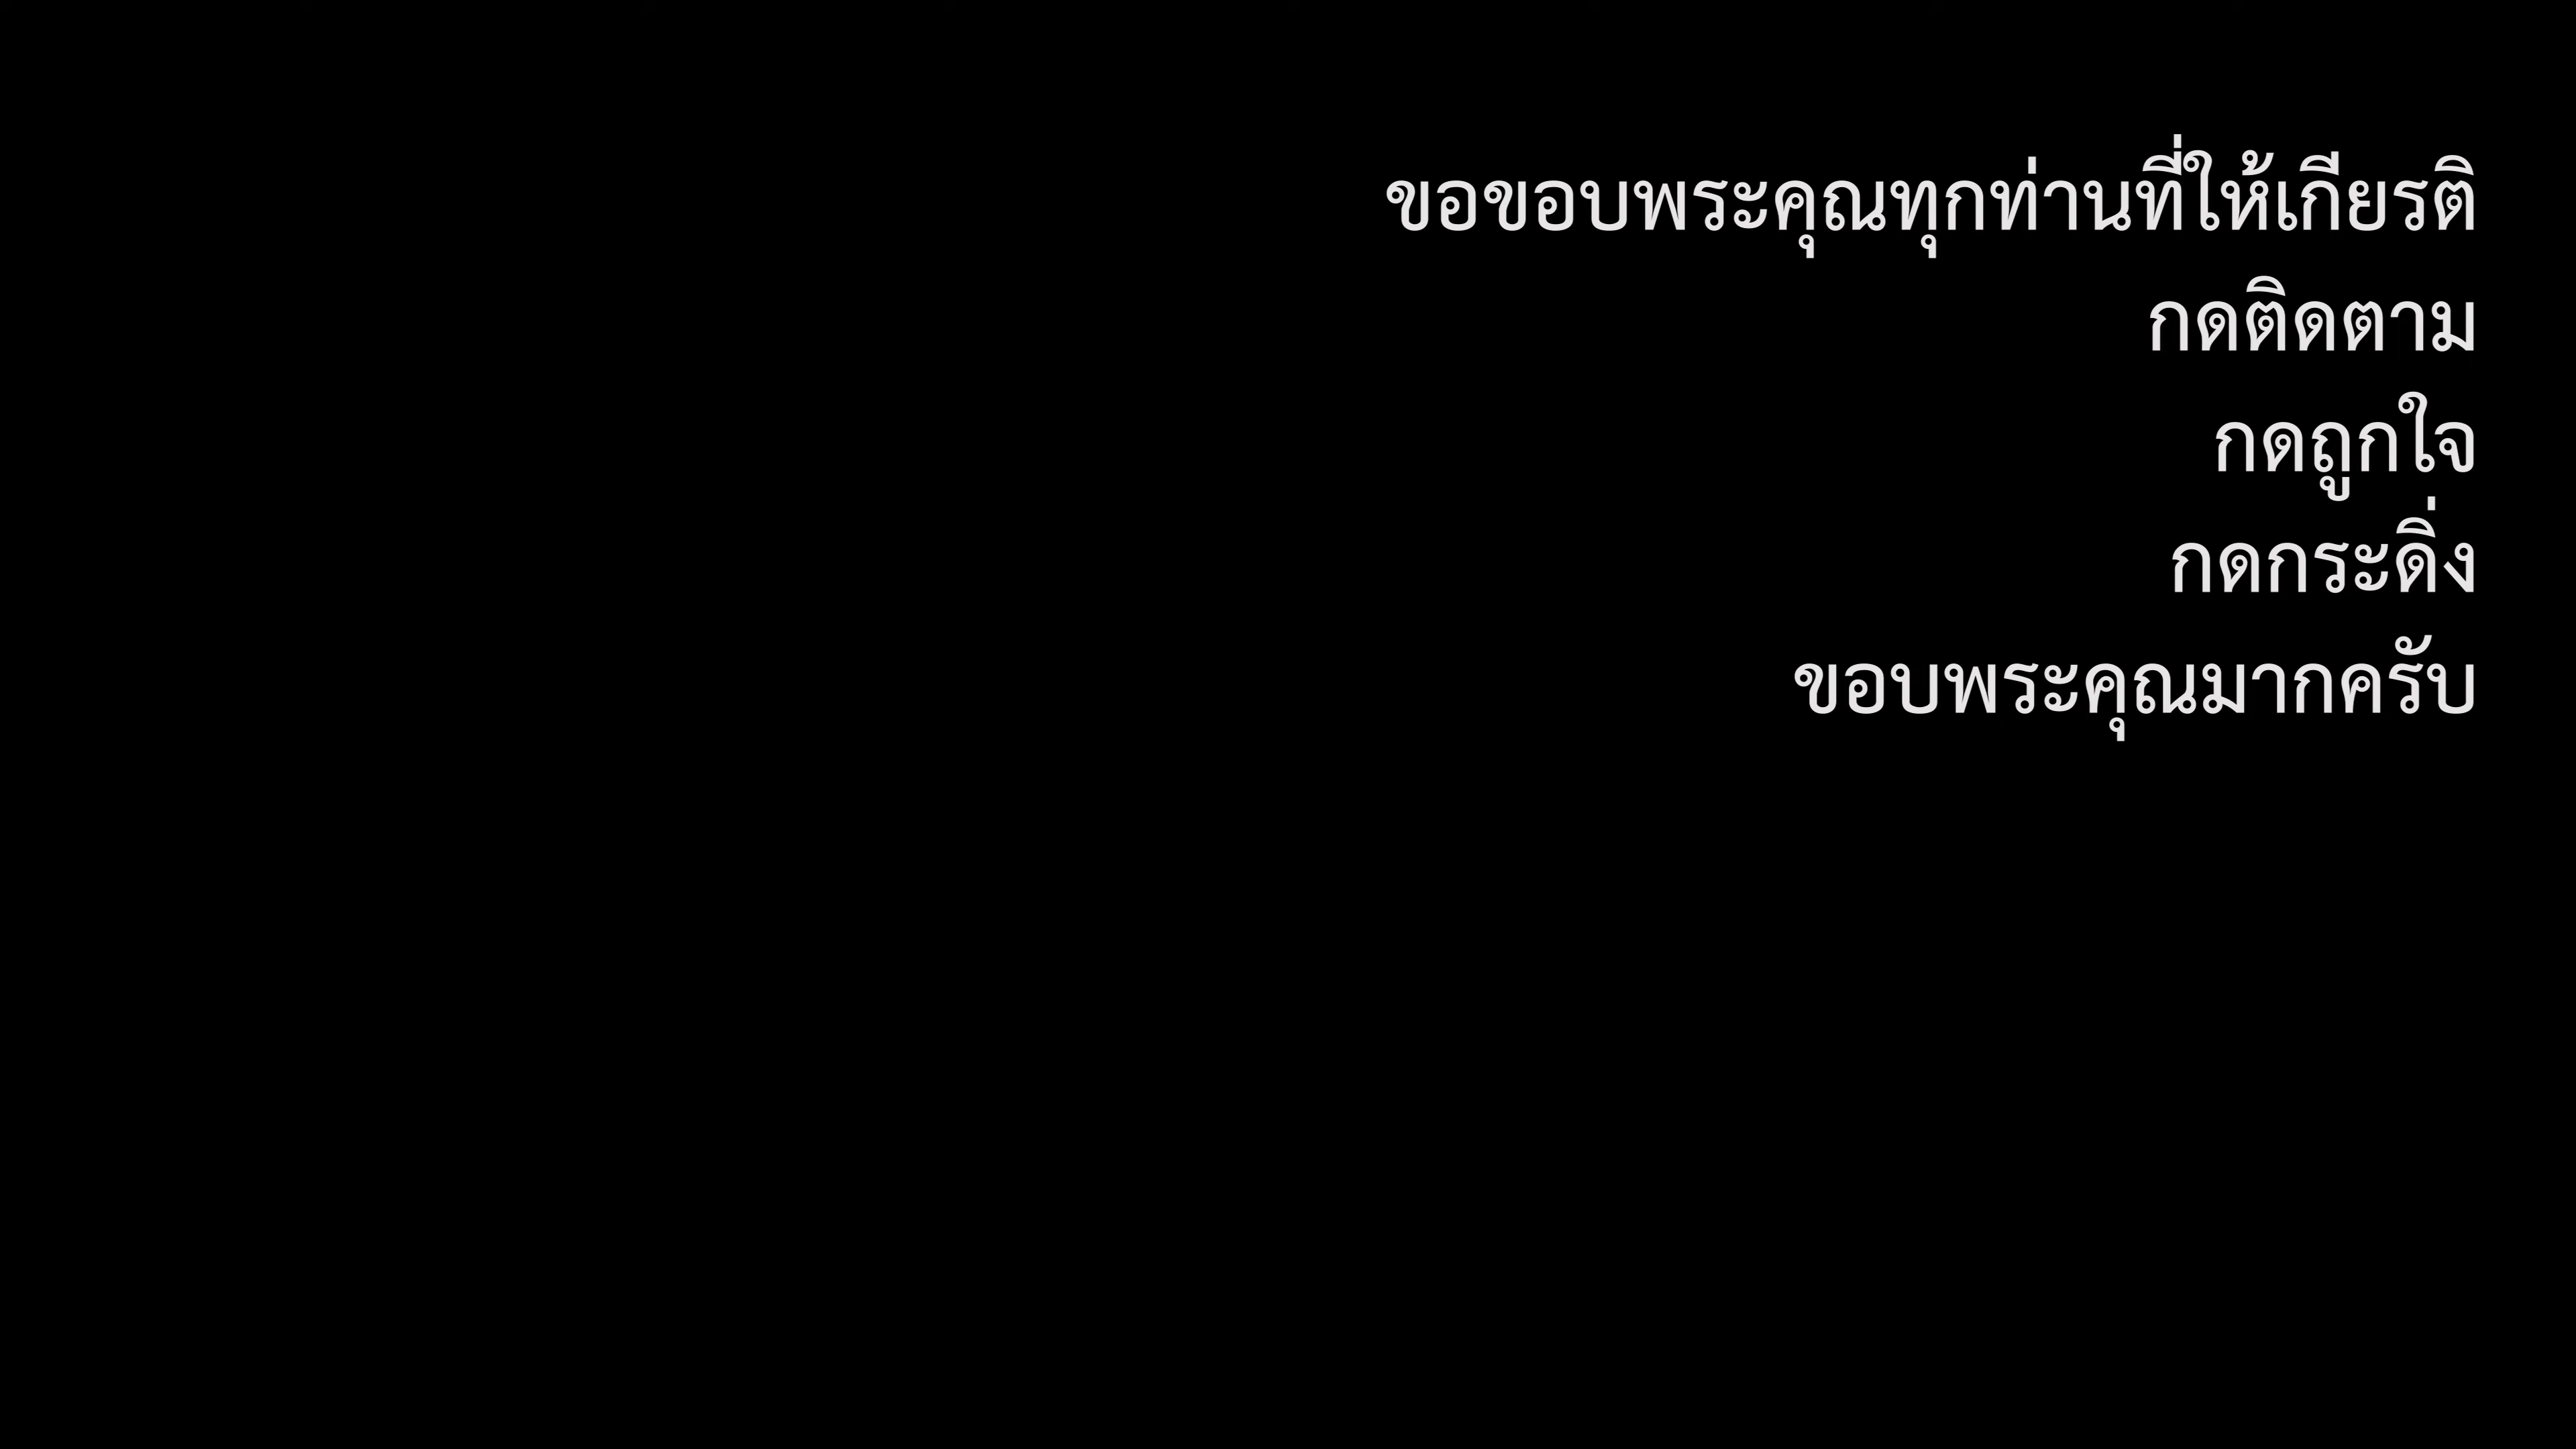 ขอขอบพระคุณทุกท่านที่ให้เกียรติ
กดติดตาม
กดถูกใจ
กดกระดิ่ง
ขอบพระคุณมากครับ